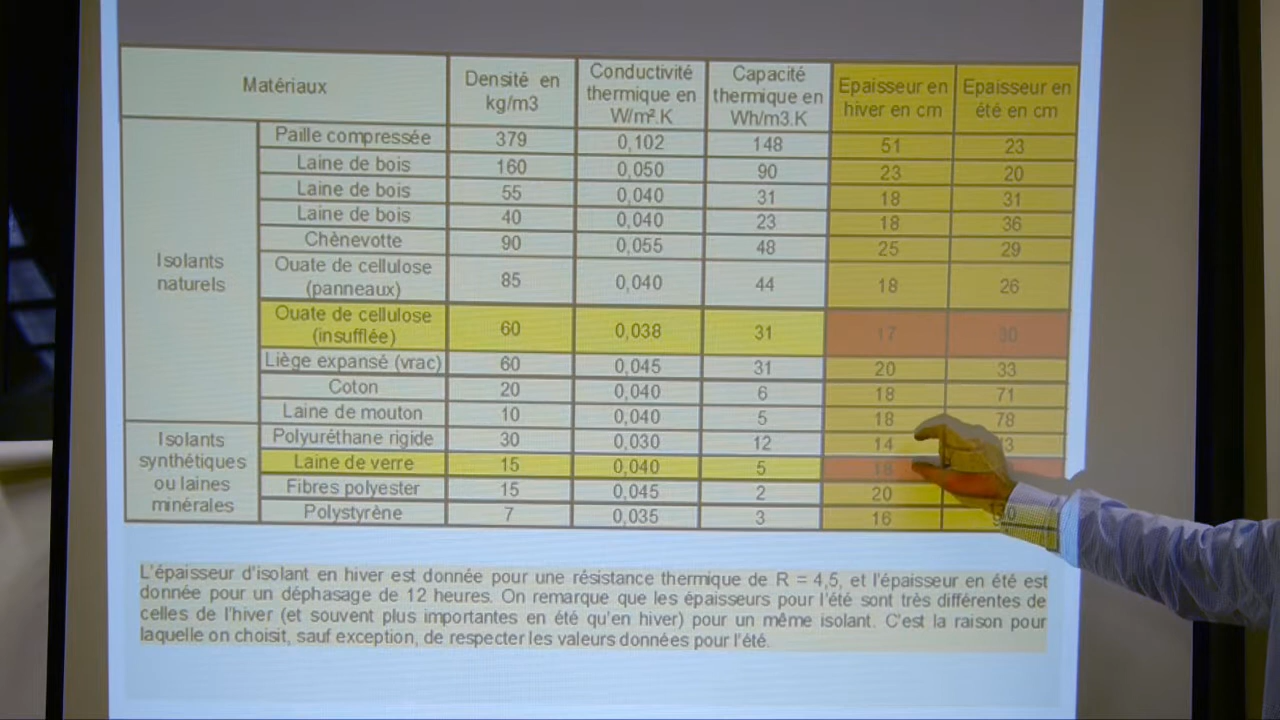 Matériaux Densité en kg/m3 Conductivité thermique en W/m².K Capacité thermique en Wh/m3.K Epaisseur en hiver en cm Epaisseur en été en cm
Isolants naturels
Paille compressée 379 0,102 148 51 23
Laine de bois 160 0,050 90 23 20
Laine de bois 55 0,040 31 18 31
Laine de bois 40 0,040 23 18 36
Chènevotte 90 0,055 48 25 29
Ouate de cellulose (panneaux) 85 0,040 44 18 26
Ouate de cellulose (insufflée) 60 0,038 31 17 30
Liège expansé (vrac) 60 0,045 31 20 33
Coton 20 0,040 6 18 71
Laine de mouton 10 0,040 5 18 78
Isolants synthétiques ou laines minérales
Polyuréthane rigide 30 0,030 12 14
Laine de verre 15 0,040 5 18
Fibres polyester 15 0,045 2 20
Polystyrène 7 0,035 3 16
L'épaisseur d'isolant en hiver est donnée pour une résistance thermique de R = 4,5, et l'épaisseur en été est
donnée pour un déphasage de 12 heures. On remarque que les épaisseurs pour l'été sont très différentes de
celles de l'hiver (et souvent plus importantes en été qu'en hiver) pour un même isolant. C'est la raison pour
laquelle on choisit, sauf exception, de respecter les valeurs données pour l'été.